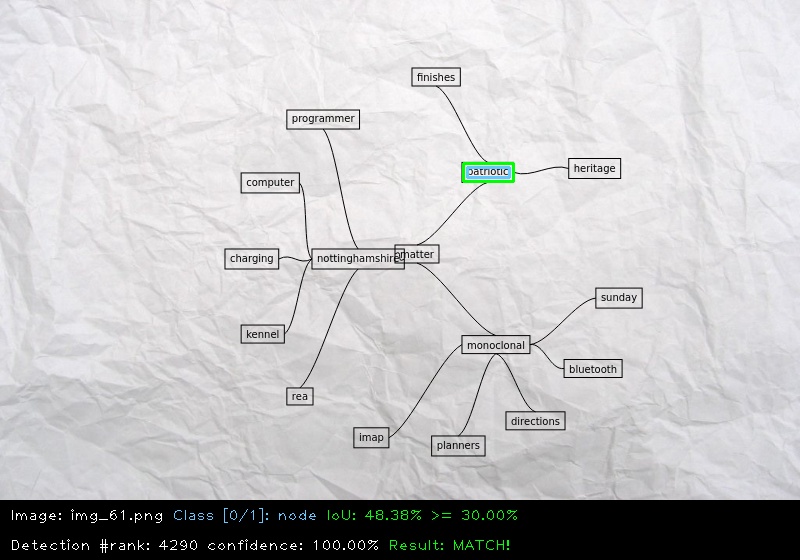 finishes
programmer
heritage
patriotic
computer
matter
nottinghamshire
charging
sunday
kennel
monoclonal
bluetooth
rea
directions
imap
planners
Image: img_61.png Class [0/1]: node IoU: 48.38% >= 30.00%
Detection #rank: 4290 confidence: 100.00% Result: MATCH!